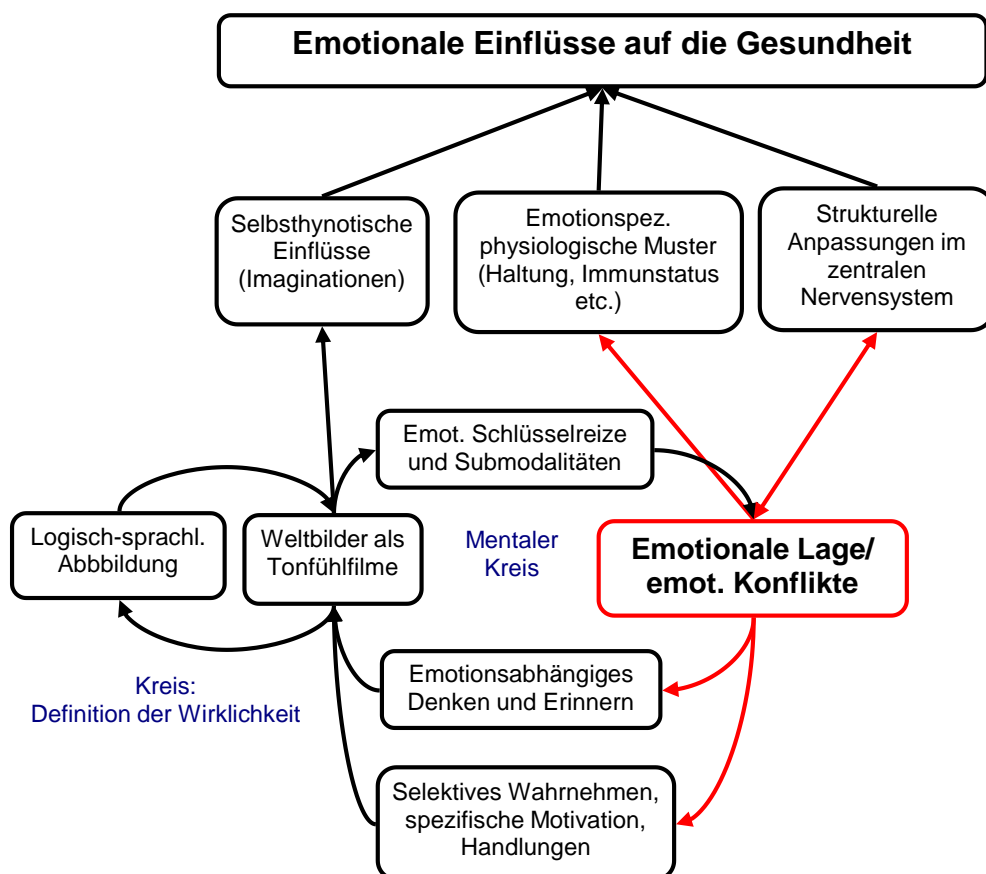 Emotionale Einflüsse auf die Gesundheit
Selbsthynotische
Einflüsse
(Imaginationen)
Emotionspez.
physiologische Muster
(Haltung, Immunstatus
etc.)
Strukturelle
Anpassungen im
zentralen
Nervensystem
Emot. Schlüsselreize
und Submodalitäten
Logisch-sprachl.
Abbbildung
Weltbilder als
Tonfühlfilme
Mentaler
Kreis
Emotionale Lage/
emot. Konflikte
Emotionsabhängiges
Denken und Erinnern
Kreis:
Definition der Wirklichkeit
Selektives Wahrnehmen,
spezifische Motivation,
Handlungen